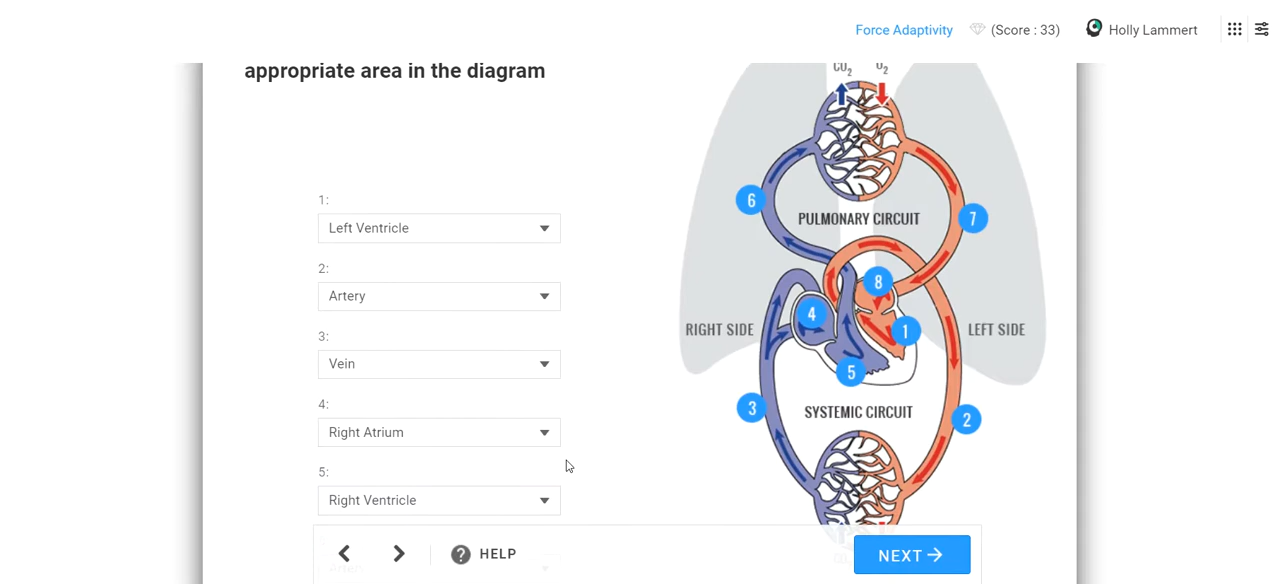 Force Adaptivity (Score : 33) Holly Lammert
appropriate area in the diagram
CO2 O2
1:
Left Ventricle
2:
Artery
3:
Vein
4:
Right Atrium
5:
Right Ventricle
6
7
PULMONARY CIRCUIT
8
4
RIGHT SIDE
1
LEFT SIDE
5
3
SYSTEMIC CIRCUIT
2
? HELP
NEXT